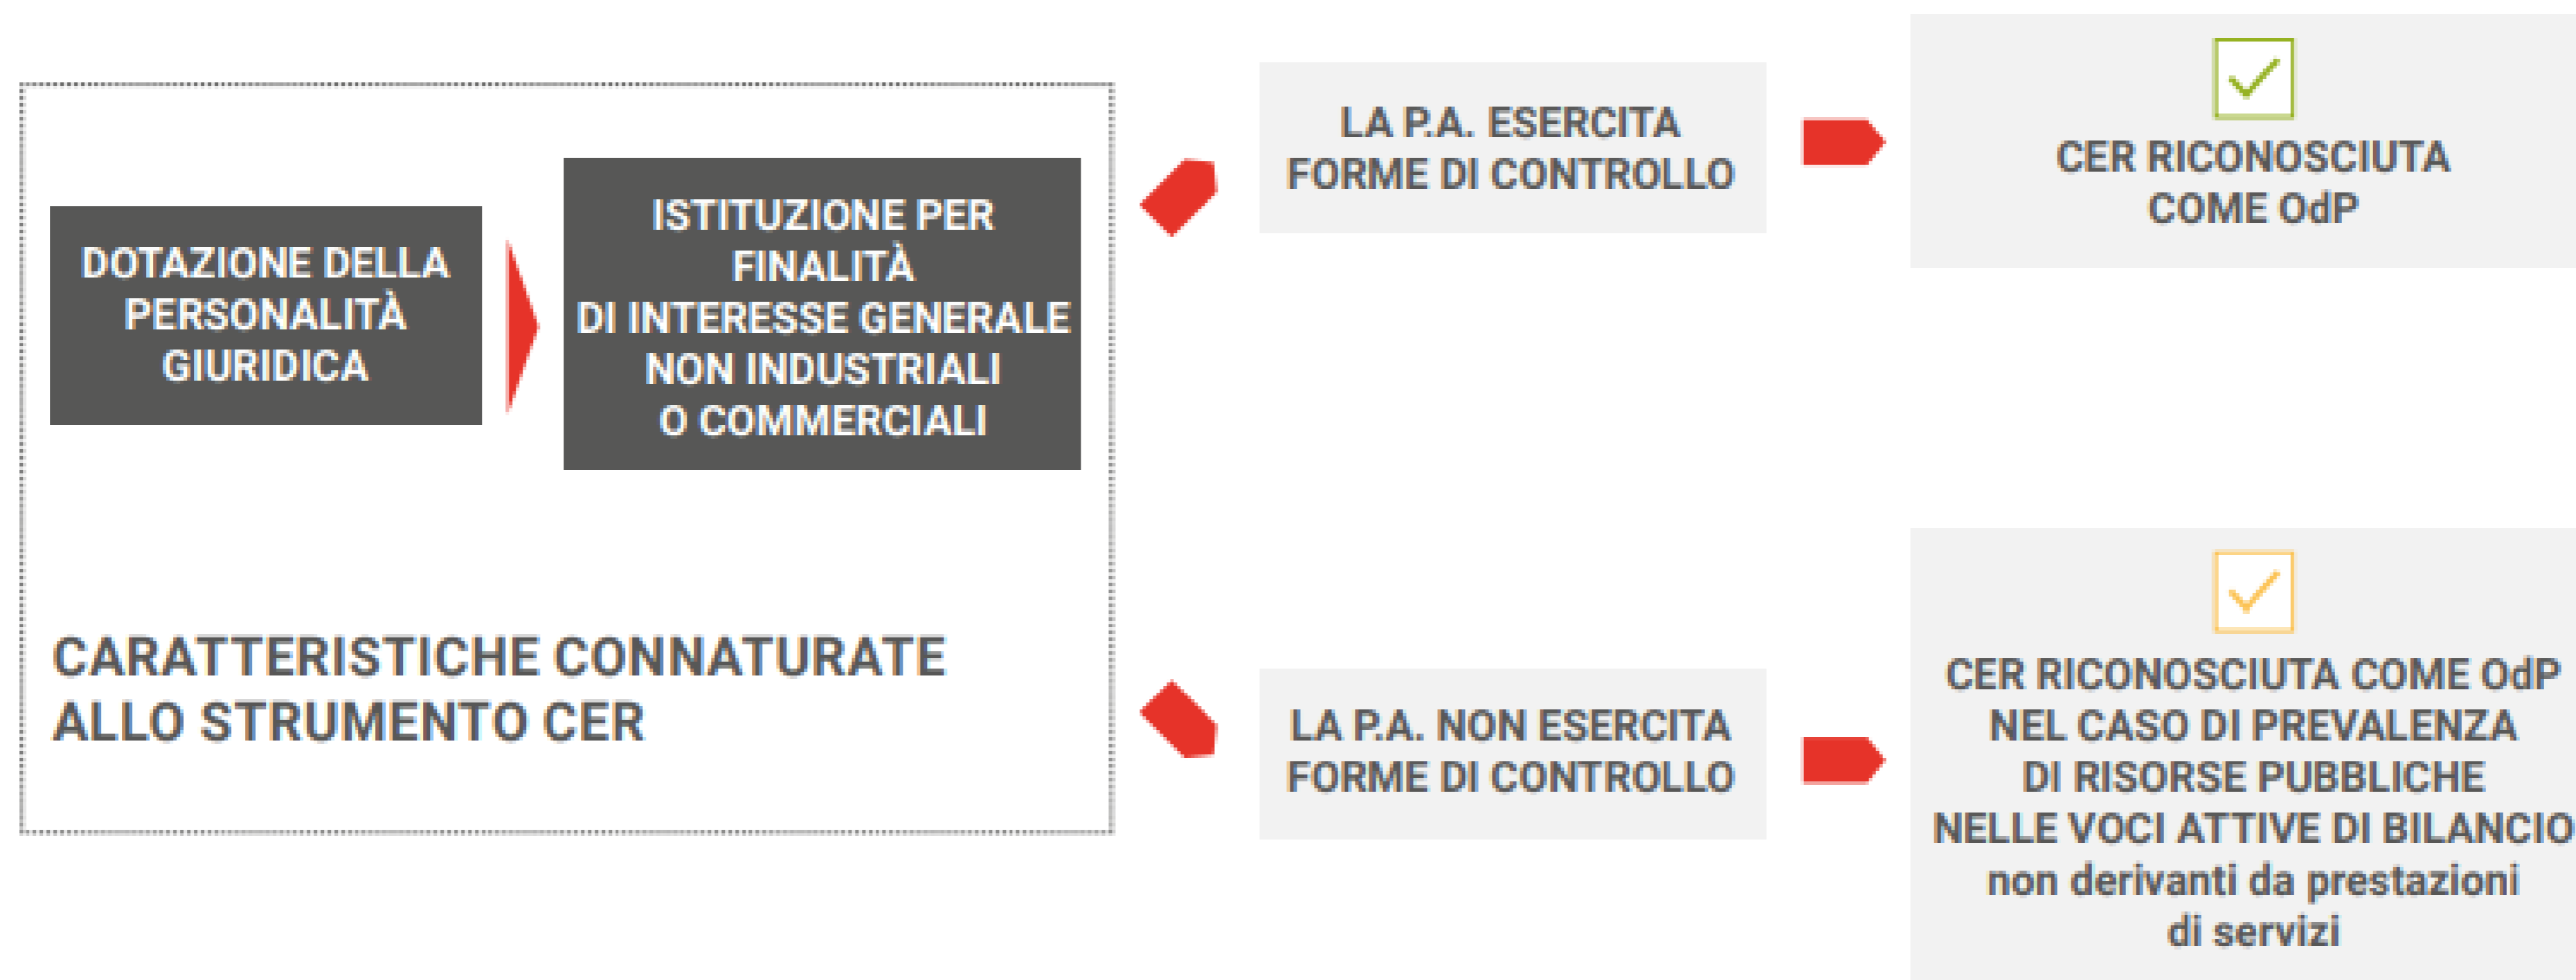 DOTAZIONE DELLA
PERSONALITÀ
GIURIDICA
ISTITUZIONE PER
FINALITÀ
DI INTERESSE GENERALE
NON INDUSTRIALI
O COMMERCIALI
CARATTERISTICHE CONNATURATE
ALLO STRUMENTO CER
LA P.A. ESERCITA
FORME DI CONTROLLO
CER RICONOSCIUTA
COME OdP
LA P.A. NON ESERCITA
FORME DI CONTROLLO
CER RICONOSCIUTA COME OdP
NEL CASO DI PREVALENZA
DI RISORSE PUBBLICHE
NELLE VOCI ATTIVE DI BILANCIO
non derivanti da prestazioni
di servizi